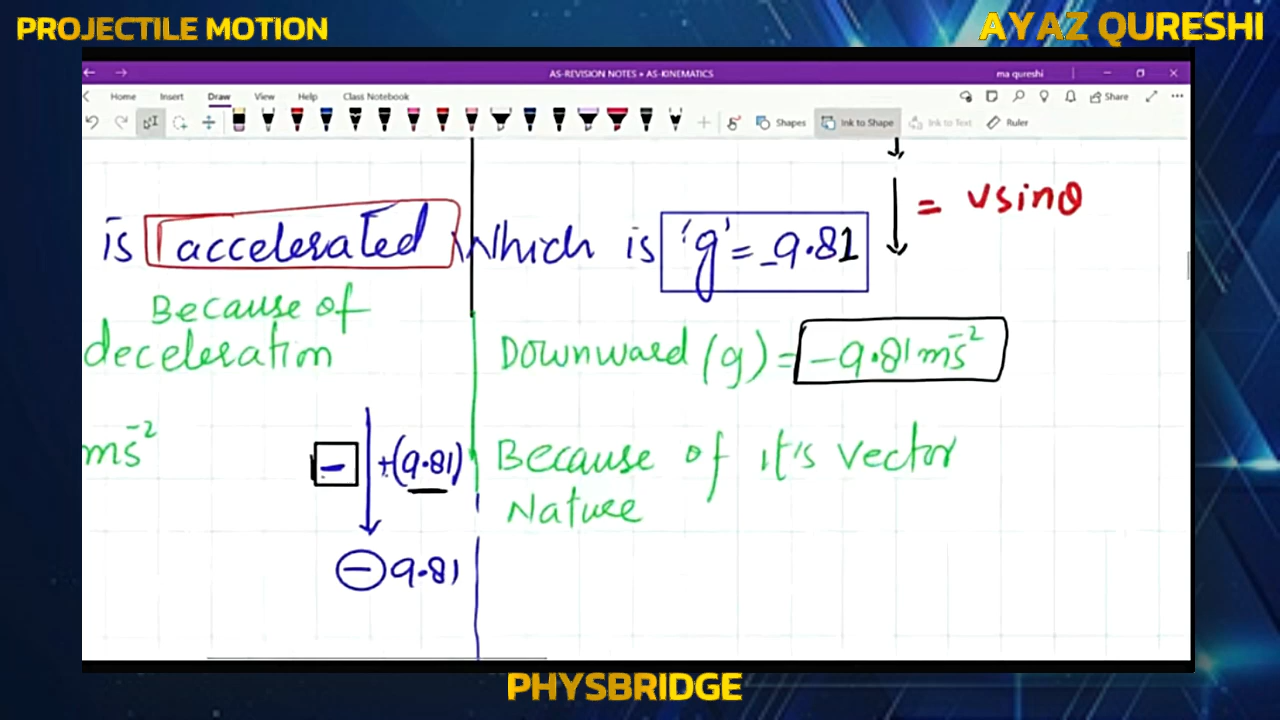 PROJECTILE MOTION
AYAZ QURESHI
AS-REVISION NOTES » AS-KINEMATICS
ma qureshi
Home Insert Draw View Help Class Notebook
Share
Shapes
Ink to Shape
Ink to Text
Ruler
= vsinθ
is accelerated which is 'g' = -9.81
Because of
deceleration
Downward (g) = -9.81 ms⁻²
ms⁻²
- +(9.81)
Because of it's vector
Nature
- 9.81
PHYSBRIDGE